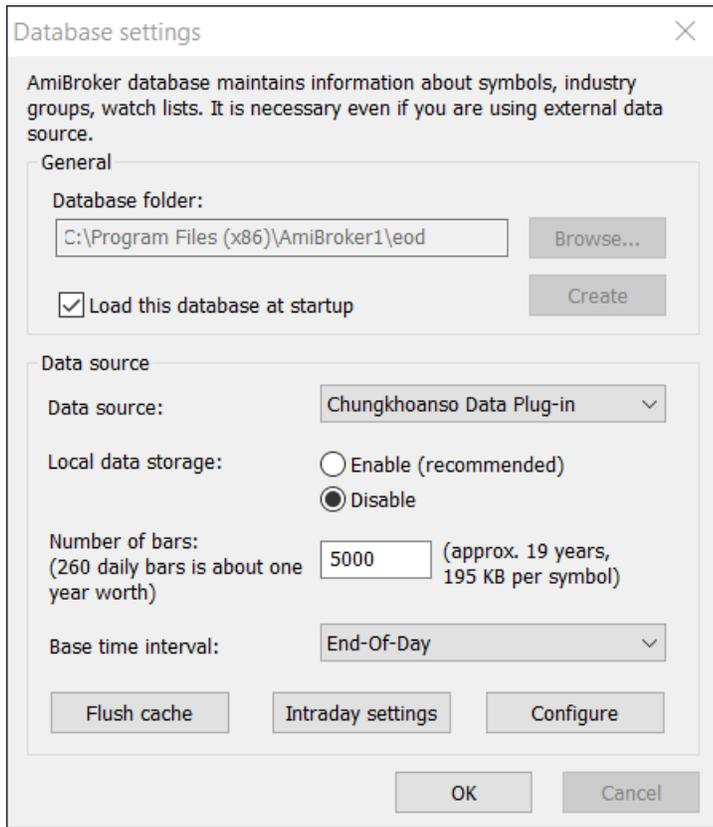 Database settings
AmiBroker database maintains information about symbols, industry
groups, watch lists. It is necessary even if you are using external data
source.
General
Database folder:
C:\Program Files (x86)\AmiBroker1\eod
Browse...
Load this database at startup
Create
Data source
Data source:
Chungkhoanso Data Plug-in
Local data storage:
Enable (recommended)
Disable
Number of bars:
(260 daily bars is about one
year worth)
5000
(approx. 19 years,
195 KB per symbol)
Base time interval:
End-Of-Day
Flush cache
Intraday settings
Configure
OK
Cancel